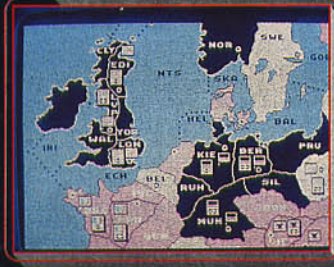 NOR
SWE
CLY
EDI
NTS
SKA
LVP
HEL
BAL
YOR
WAL
IRI
LON
KIE
BER
PRU
ECH
BEL
RUH
SIL
MUN